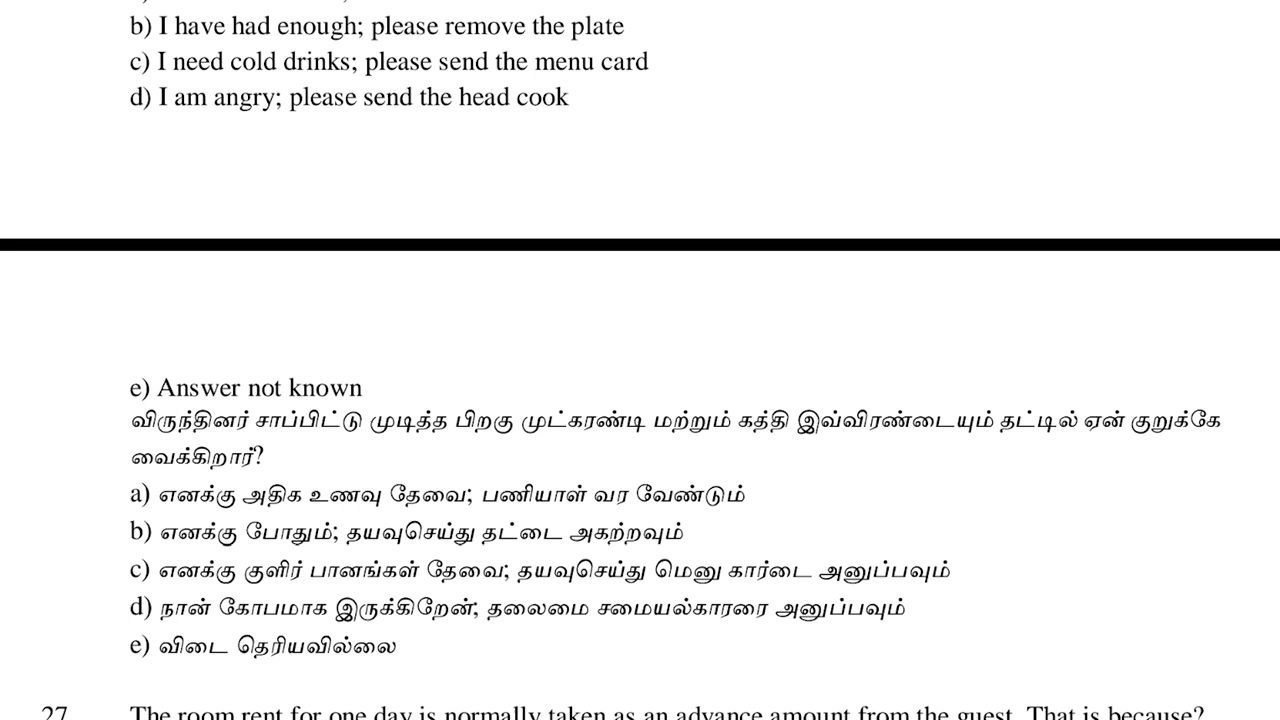 b) I have had enough; please remove the plate
c) I need cold drinks; please send the menu card
d) I am angry; please send the head cook
e) Answer not known
விருந்தினர் சாப்பிட்டு முடித்த பிறகு முட்கரண்டி மற்றும் கத்தி இவ்விரண்டையும் தட்டில் ஏன் குறுக்கே
வைக்கிறார்?
a) எனக்கு அதிக உணவு தேவை; பணியாள் வர வேண்டும்
b) எனக்கு போதும்; தயவுசெய்து தட்டை அகற்றவும்
c) எனக்கு குளிர் பானங்கள் தேவை; தயவுசெய்து மெனு கார்டை அனுப்பவும்
d) நான் கோபமாக இருக்கிறேன்; தலைமை சமையல்காரரை அனுப்பவும்
e) விடை தெரியவில்லை
27 The room rent for one day is normally taken as an advance amount from the guest. That is because?